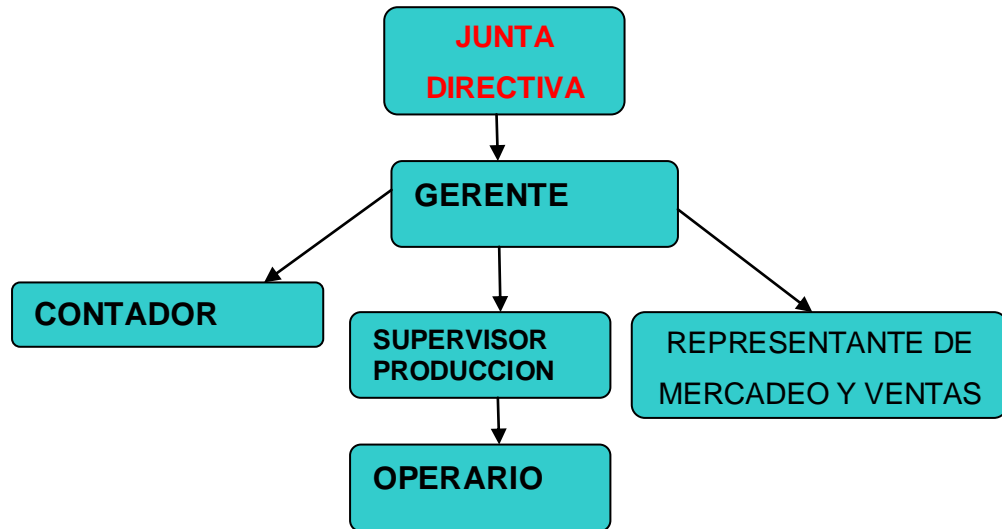 JUNTA
DIRECTIVA
GERENTE
CONTADOR
SUPERVISOR
PRODUCCION
REPRESENTANTE DE
MERCADEO Y VENTAS
OPERARIO